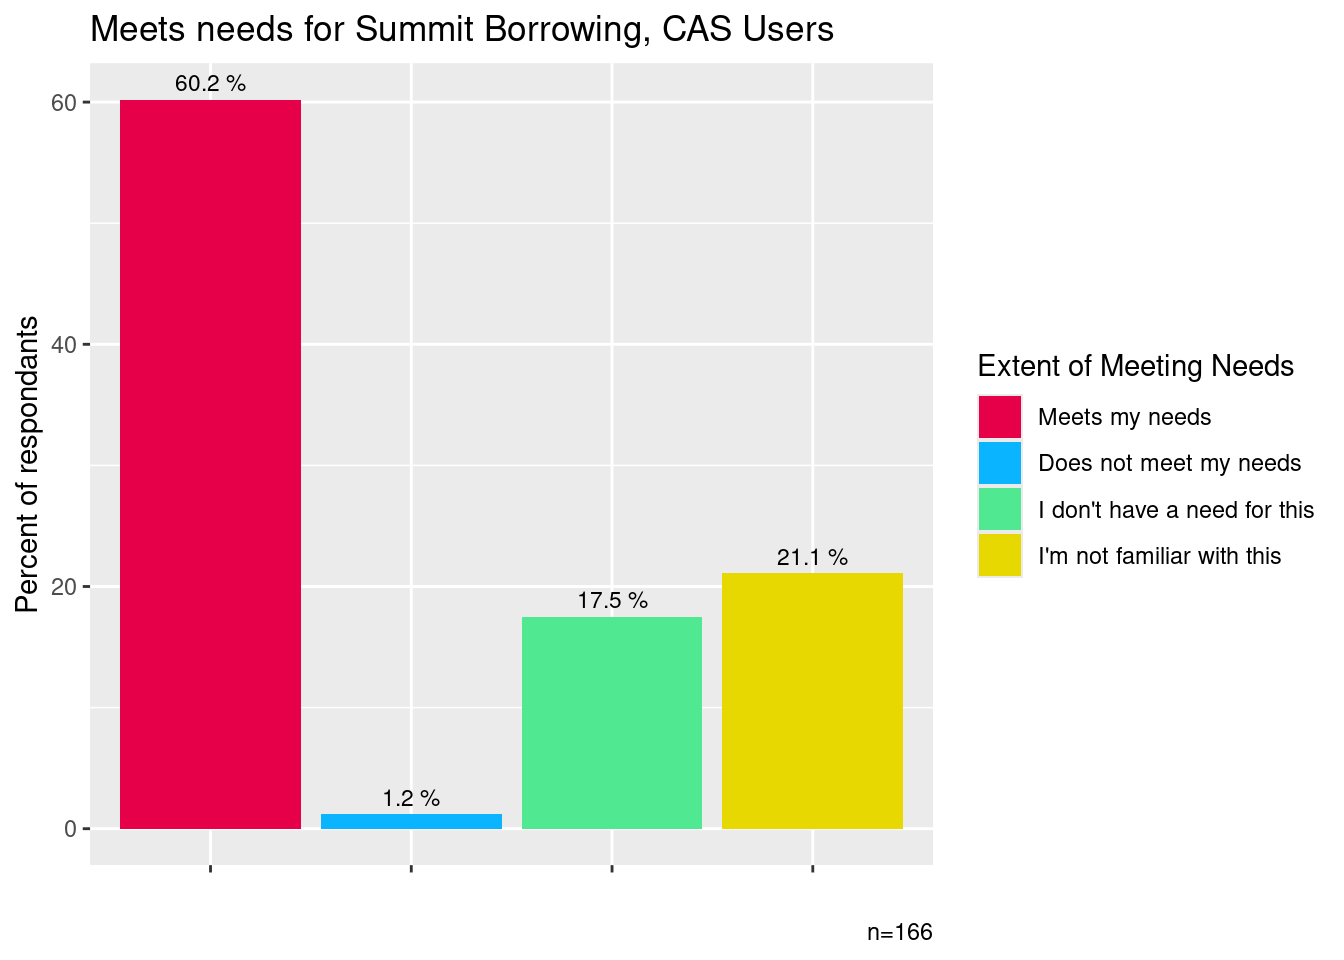 Meets needs for Summit Borrowing, CAS Users
Percent of respondants
60
40
20
0
60.2 %
1.2 %
17.5 %
21.1 %
Extent of Meeting Needs
Meets my needs
Does not meet my needs
I don't have a need for this
I'm not familiar with this
n=166